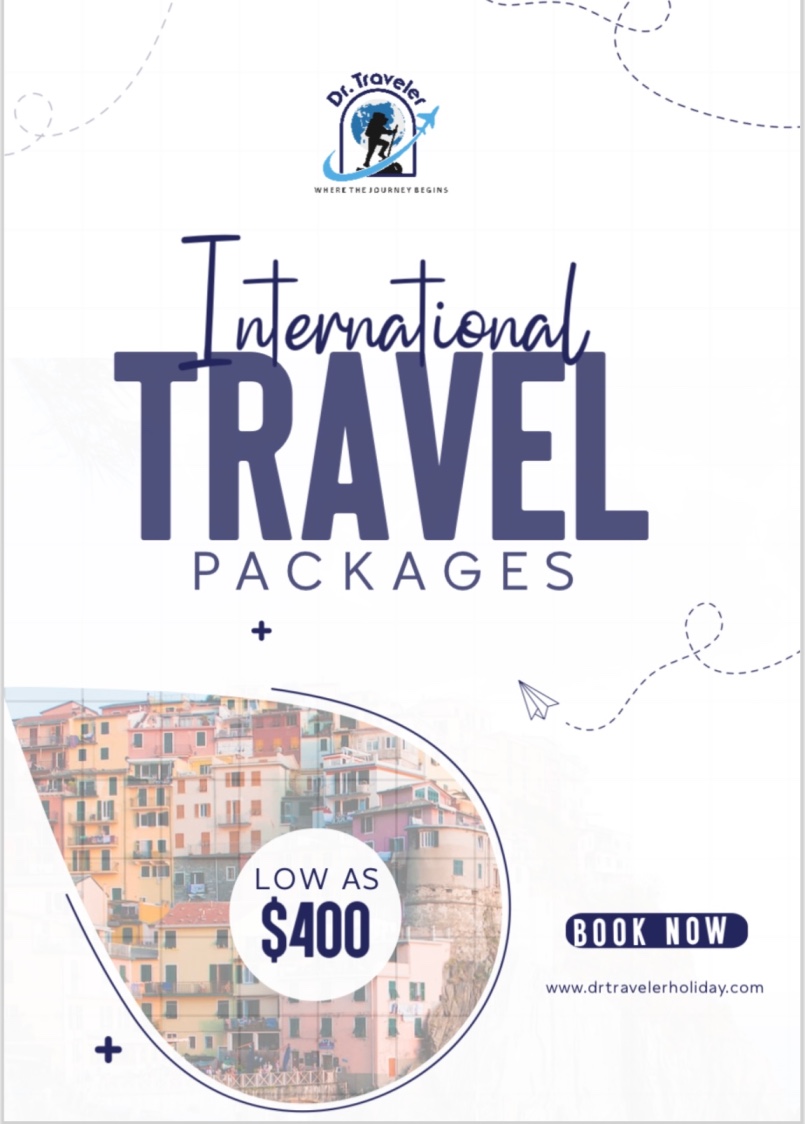 Dr. Traveler
WHERE THE JOURNEY BEGINS
International
TRAVEL
PACKAGES
LOW AS
$400
BOOK NOW
www.drtravelerholiday.com